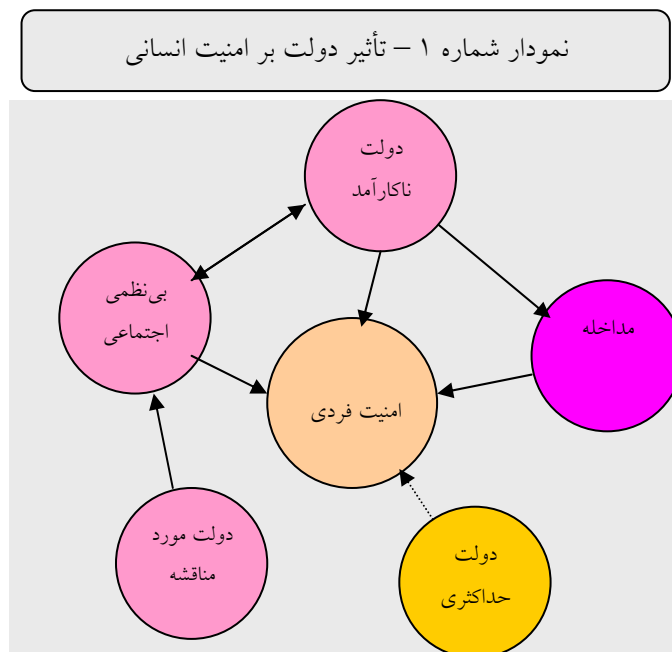 نمودار شماره ۱ – تأثیر دولت بر امنیت انسانی
دولت
ناکارآمد
بی‌نظمی
اجتماعی
مداخله
امنیت فردی
دولت مورد
مناقشه
دولت
حداکثری